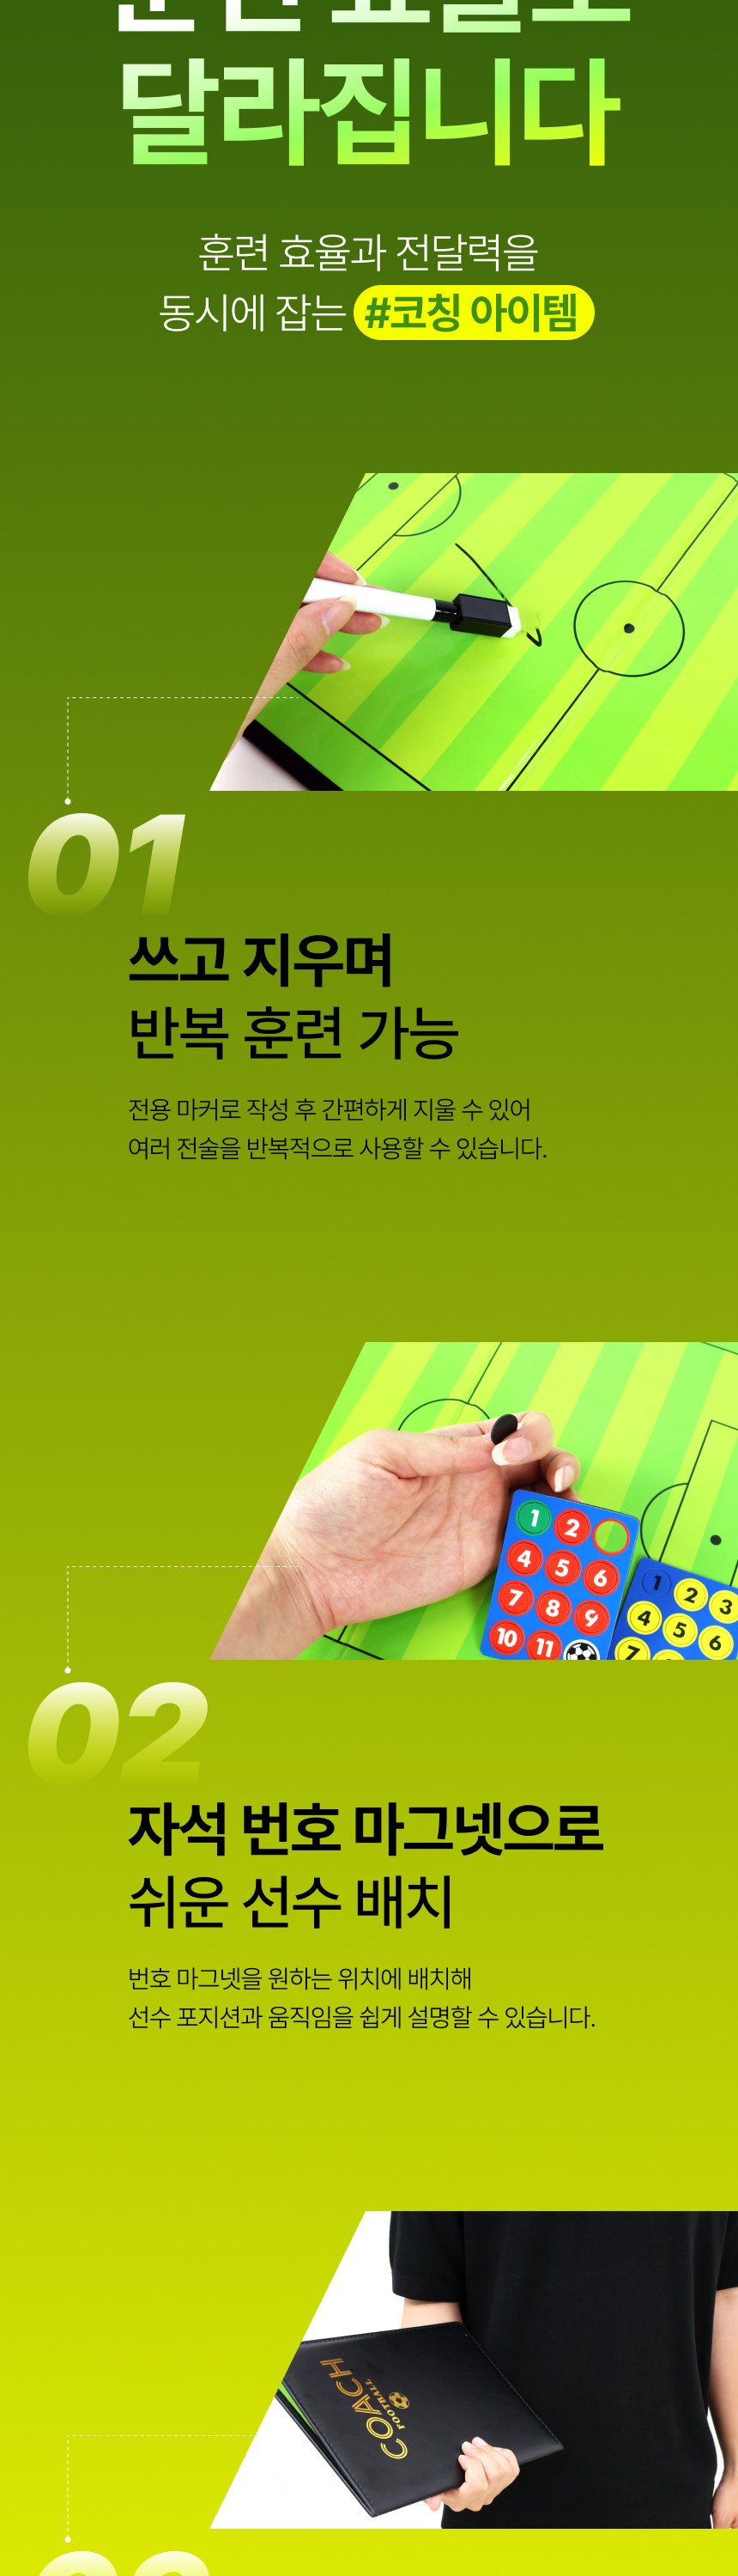 달라집니다
훈련 효율과 전달력을
동시에 잡는 #코칭 아이템
01
쓰고 지우며
반복 훈련 가능
전용 마커로 작성 후 간편하게 지울 수 있어
여러 전술을 반복적으로 사용할 수 있습니다.
1 2
4 5 6
7 8 9
10 11
1 2 3
4 5 6
7
02
자석 번호 마그넷으로
쉬운 선수 배치
번호 마그넷을 원하는 위치에 배치해
선수 포지션과 움직임을 쉽게 설명할 수 있습니다.
COACH
FOOTBALL